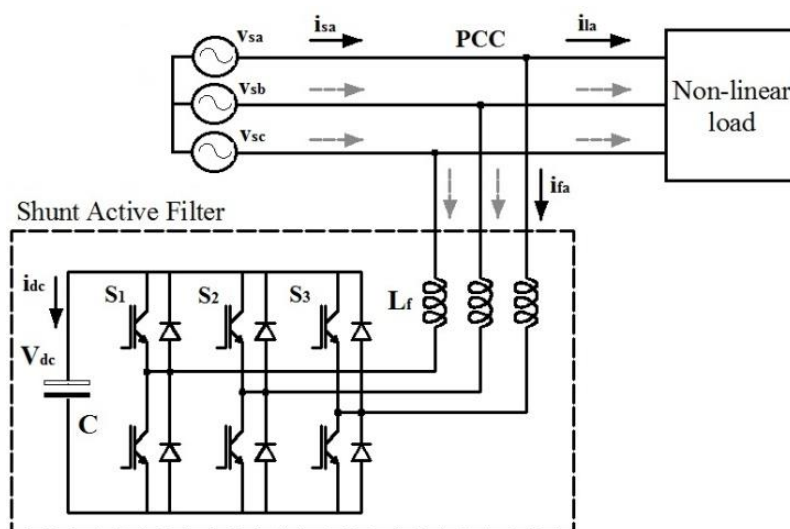 vsa
isa
PCC
ila
vsb
Non-linear
load
vsc
ifa
Shunt Active Filter
idc
S1
S2
S3
Lf
Vdc
C